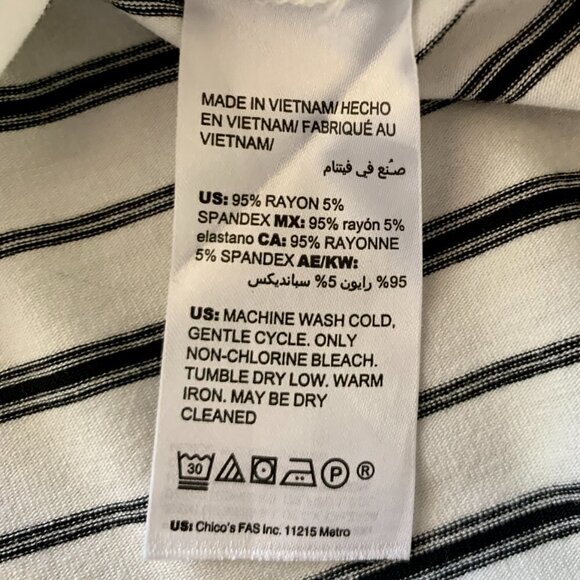 MADE IN VIETNAM/ HECHO
EN VIETNAM/ FABRIQUÉ AU
VIETNAM/
صُنع في فيتنام
US: 95% RAYON 5%
SPANDEX MX: 95% rayón 5%
elastano CA: 95% RAYONNE
5% SPANDEX AE/KW:
95% رايون 5% سبانديكس
US: MACHINE WASH COLD,
GENTLE CYCLE. ONLY
NON-CHLORINE BLEACH.
TUMBLE DRY LOW. WARM
IRON. MAY BE DRY
CLEANED
30 P ®
US: Chico's FAS Inc. 11215 Metro